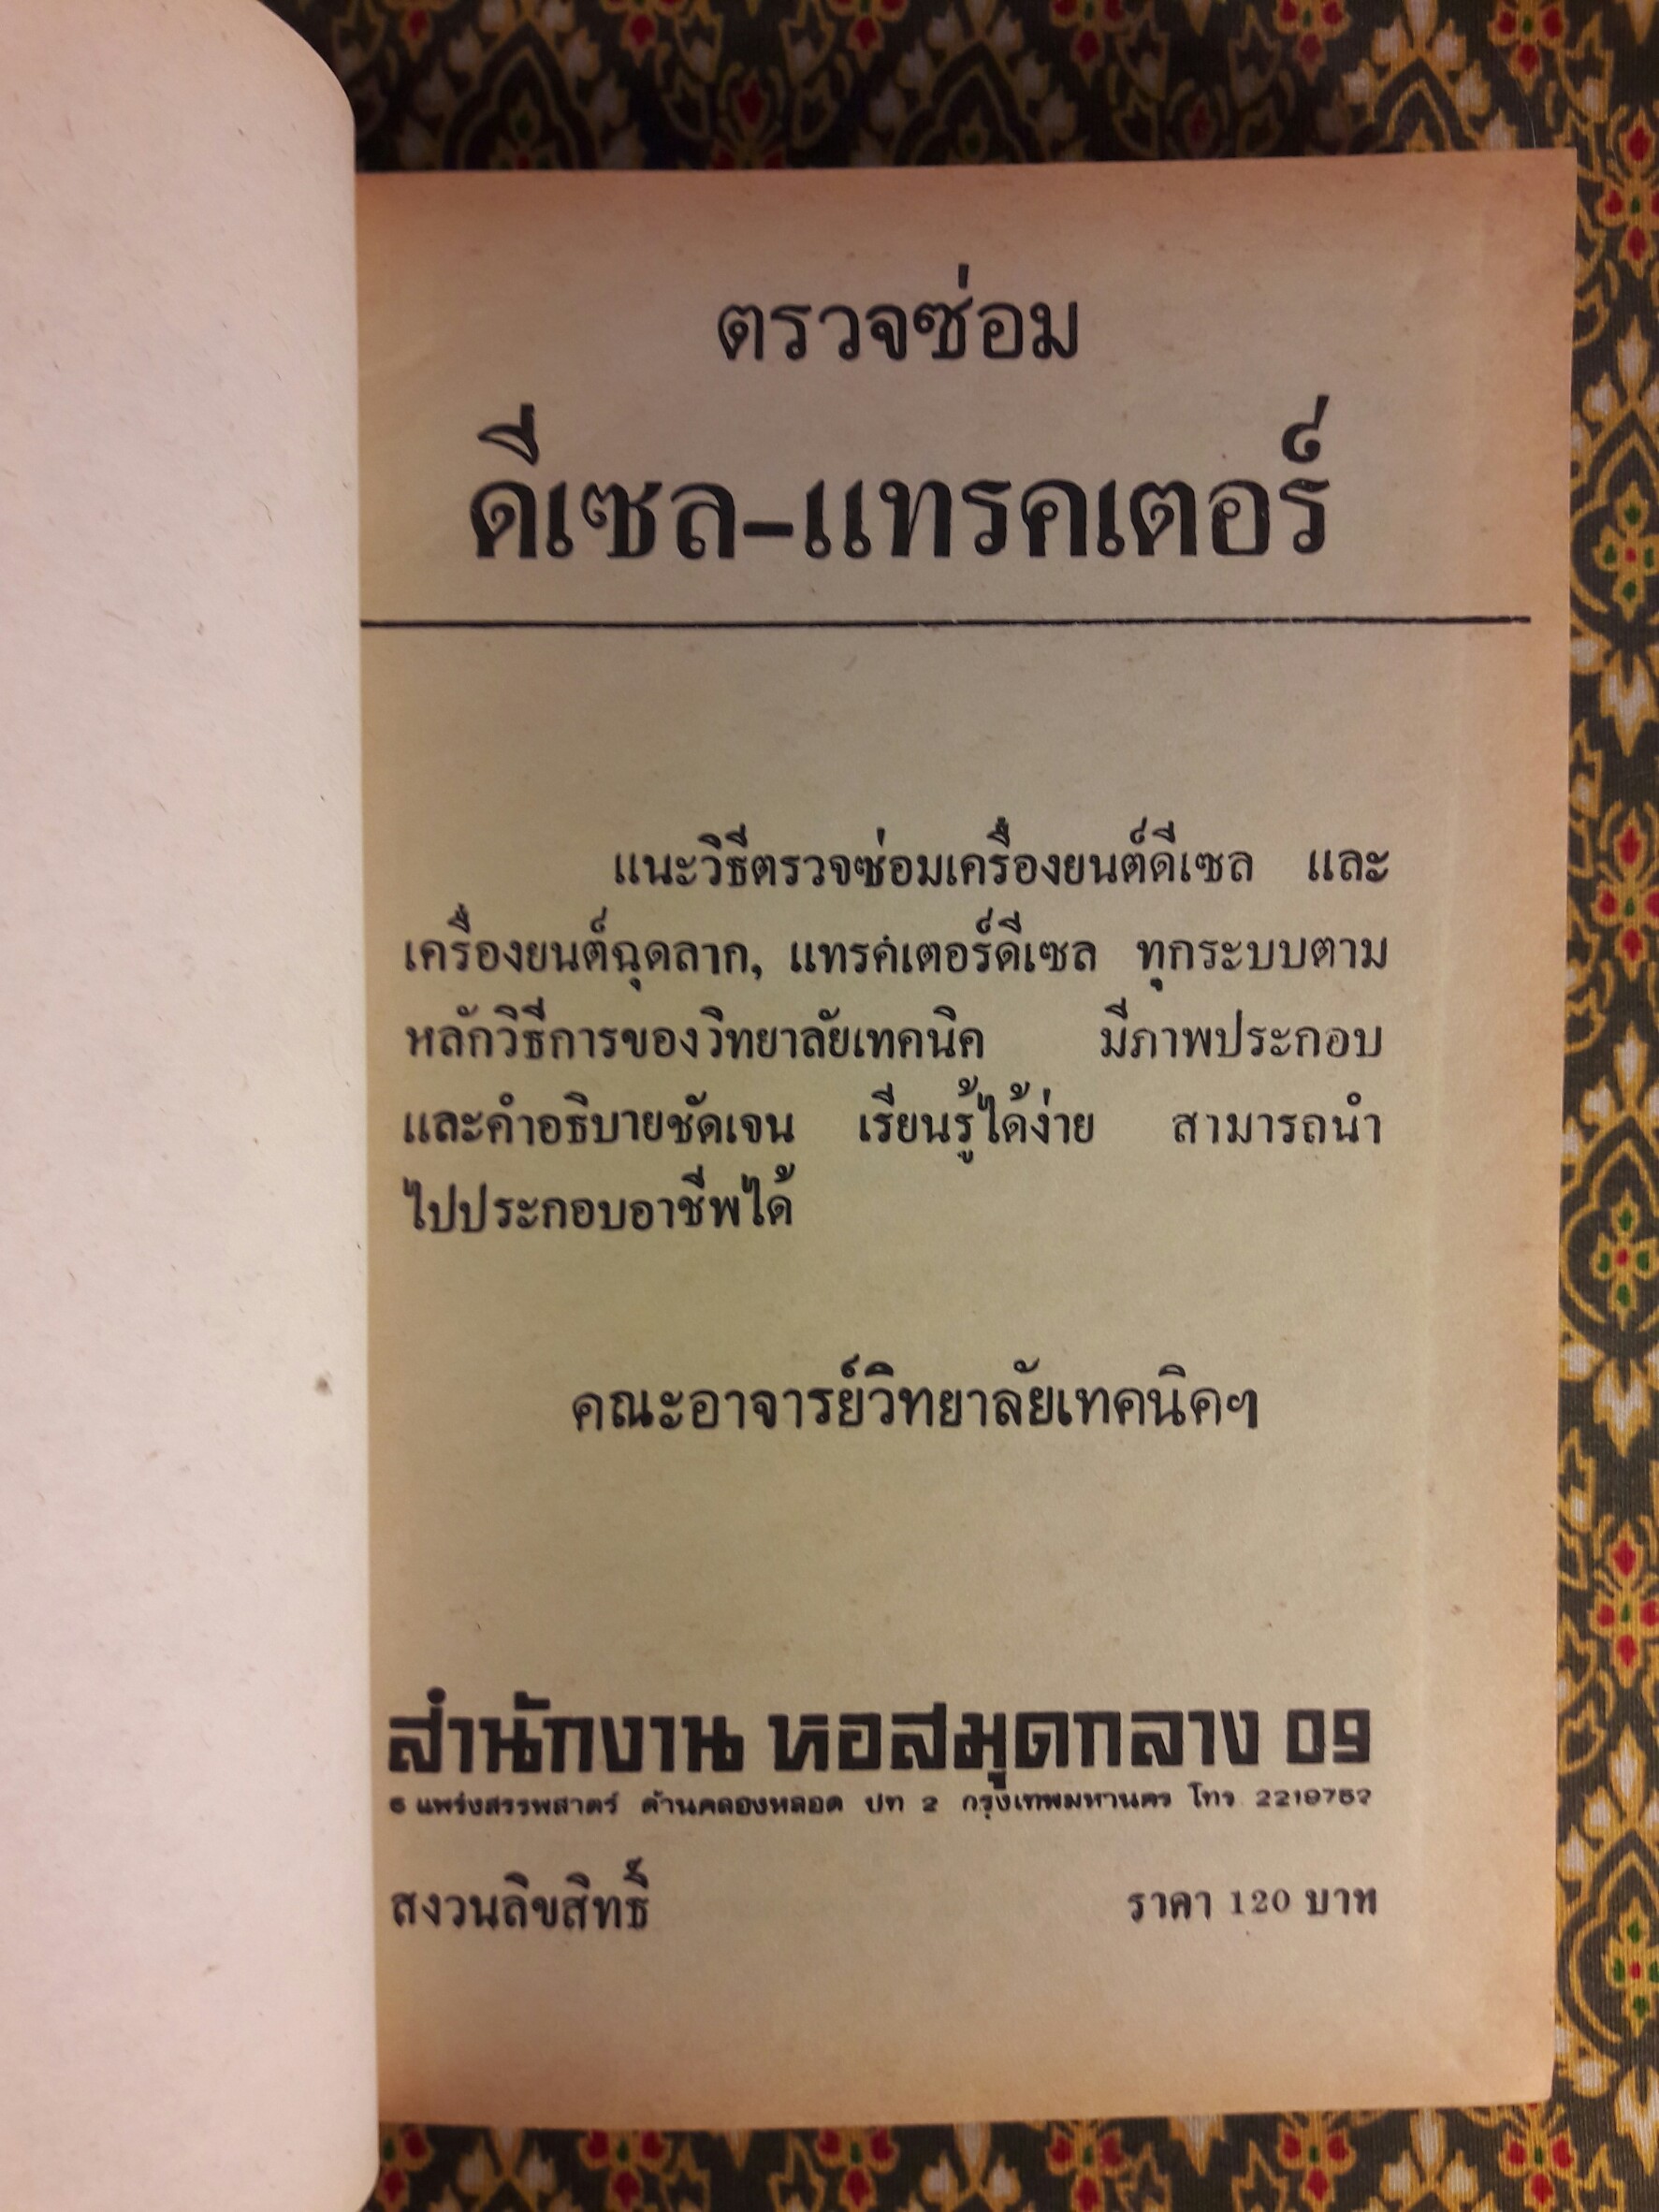 ตรวจซ่อม
ดีเซล-แทรคเตอร์
แนะวิธีตรวจซ่อมเครื่องยนต์ดีเซล และ
เครื่องยนต์ฉุดลาก, แทรคเตอร์ดีเซล ทุกระบบตาม
หลักวิธีการของวิทยาลัยเทคนิค มีภาพประกอบ
และคำอธิบายชัดเจน เรียนรู้ได้ง่าย สามารถนำ
ไปประกอบอาชีพได้
คณะอาจารย์วิทยาลัยเทคนิคฯ
สำนักงาน หอสมุดกลาง 09
แพร่งสรรพสาตร์ ด้านคลองหลอด ปท 2 กรุงเทพมหานคร โทร
สงวนลิขสิทธิ์ ราคา 120 บาท